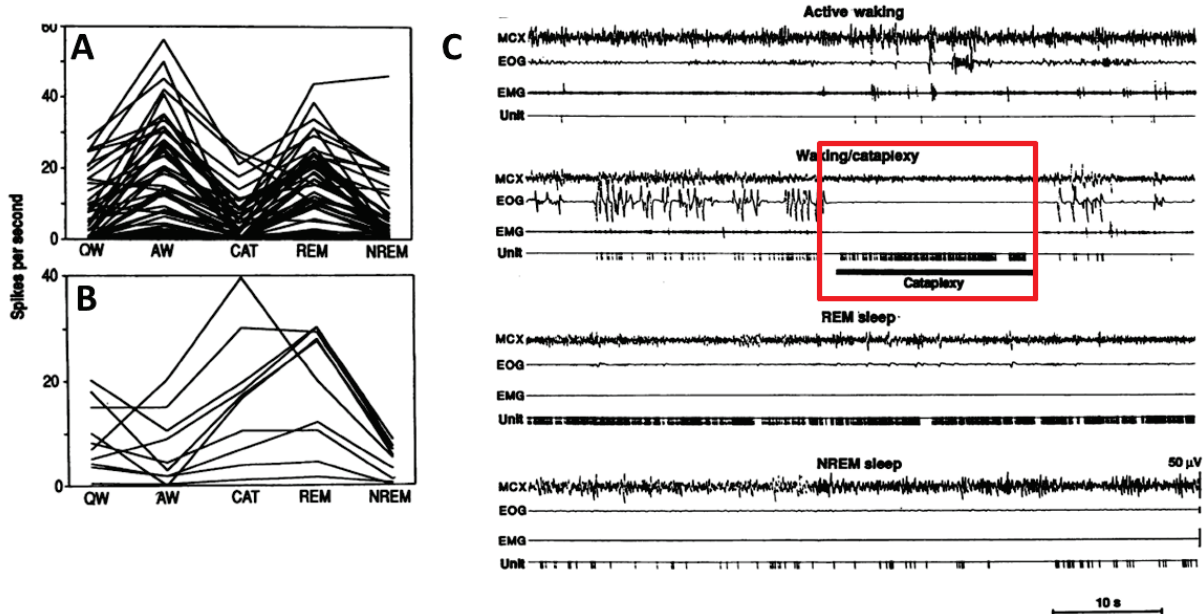 A
Spikes per second
60
40
20
0
QW AW CAT REM NREM
B
40
20
0
QW AW CAT REM NREM
C
Active waking
MCX
EOG
EMG
Unit
Waking/cataplexy
MCX
EOG
EMG
Unit
Cataplexy
REM sleep
MCX
EOG
EMG
Unit
NREM sleep
50 µV
MCX
EOG
EMG
Unit
10 s